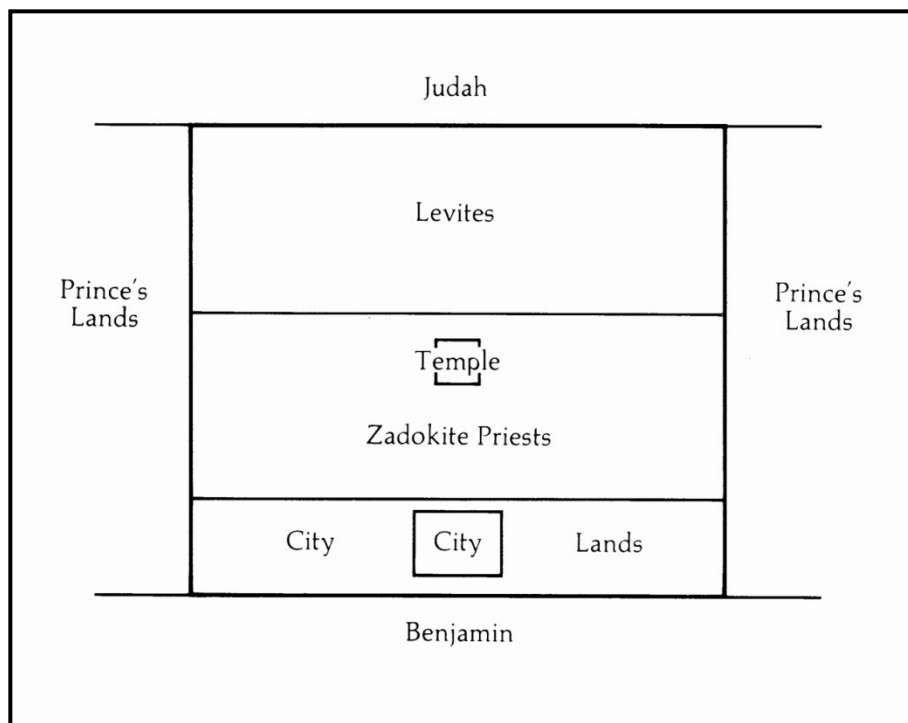 Judah
Levites
Prince's
Lands
Prince's
Lands
Temple
Zadokite Priests
City City Lands
Benjamin